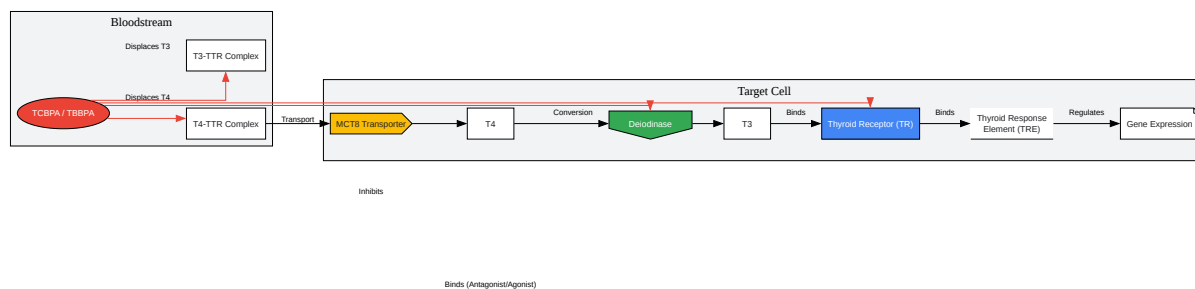 Bloodstream
Displaces T3
T3-TTR Complex
Displaces T4
TCBPA / TBBPA
T4-TTR Complex
Transport
Target Cell
MCT8 Transporter
T4
Conversion
Deiodinase
T3
Binds
Thyroid Receptor (TR)
Binds
Thyroid Response
Element (TRE)
Regulates
Gene Expression
Inhibits
Binds (Antagonist/Agonist)